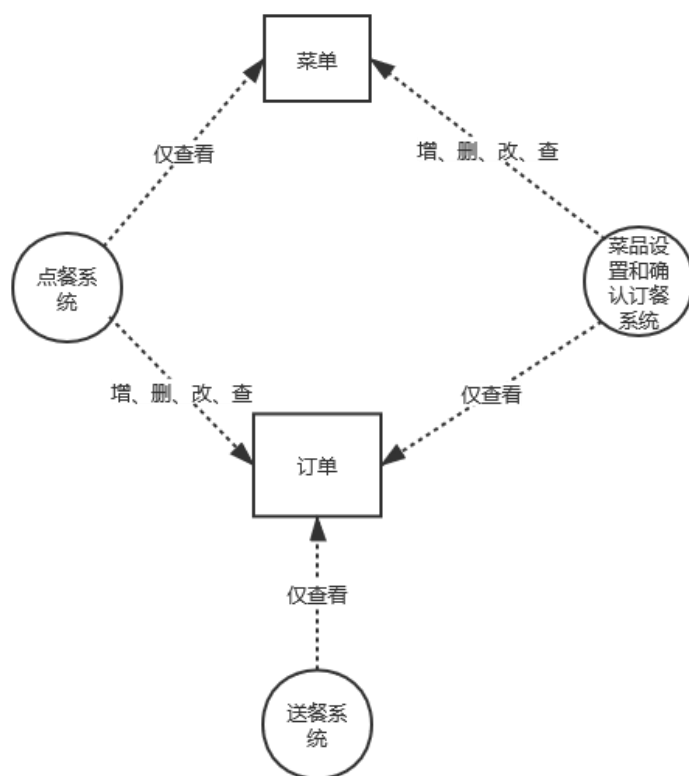 菜单
仅查看
增、删、改、查
点餐系
统
菜品设
置和确
认订餐
系统
增、删、改、查
仅查看
订单
仅查看
送餐系
统